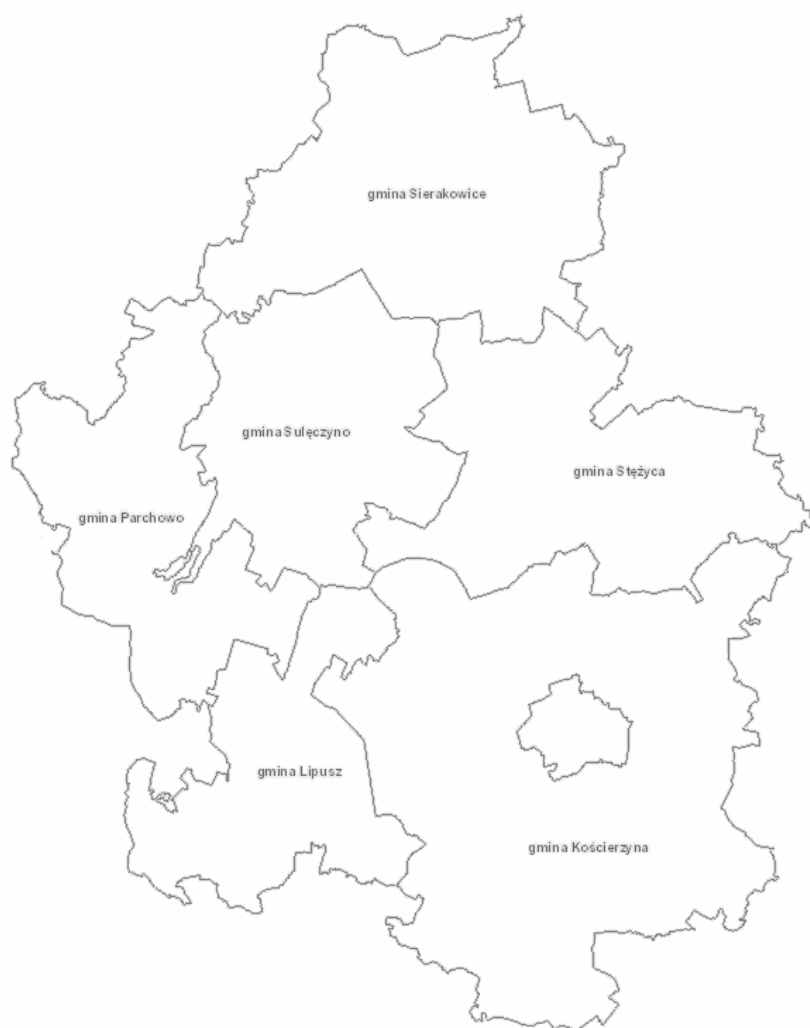 gmina Sierakowice
gmina Sulęczyno
gmina Stężyca
gmina Parchowo
gmina Lipusz
gmina Kościerzyna